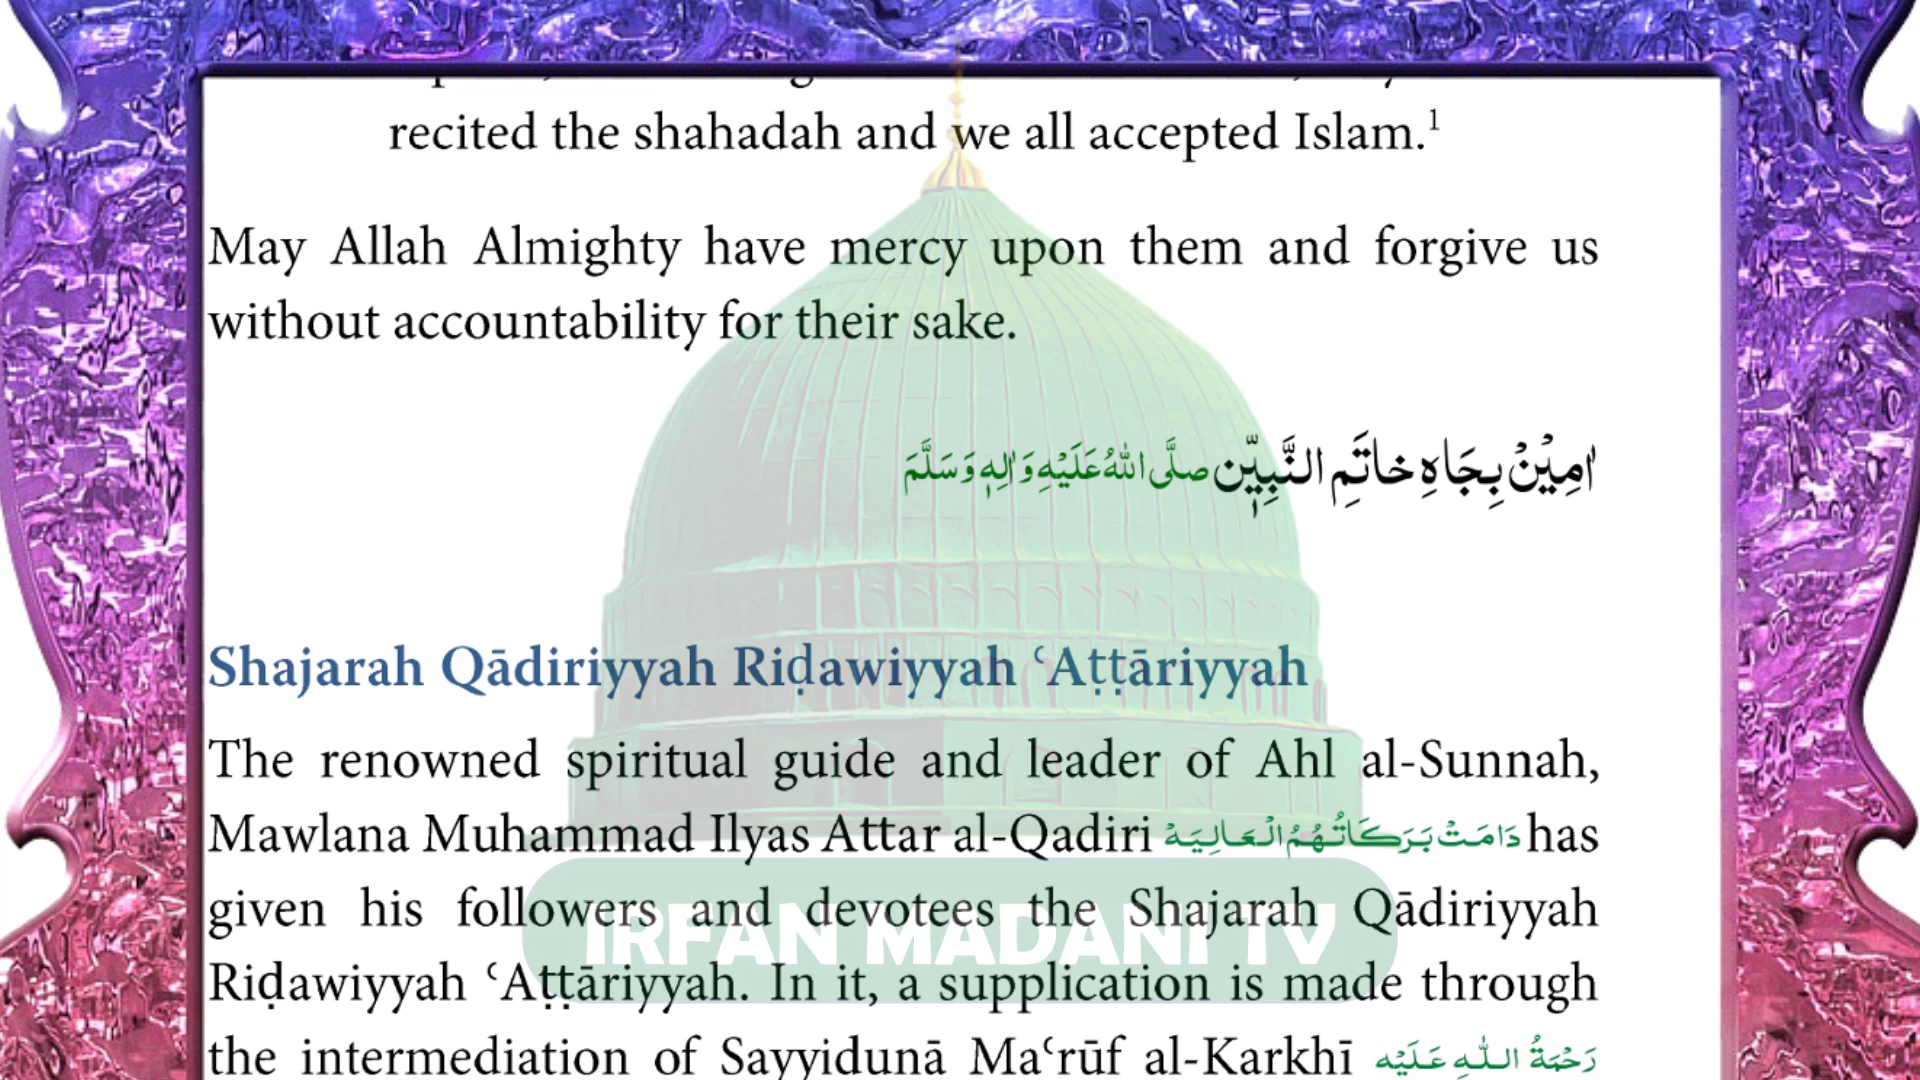 recited the shahadah and we all accepted Islam.¹
May Allah Almighty have mercy upon them and forgive us
without accountability for their sake.
اٰمِیْنْ بِجَاہِ خاتَمِ النَّبِیّٖن صلَّی اللہُ عَلَیْہِ وَاٰلِہٖ وَسَلَّمَ
Shajarah Qādiriyyah Riḍawiyyah ʿAṭṭāriyyah
The renowned spiritual guide and leader of Ahl al-Sunnah,
Mawlana Muhammad Ilyas Attar al-Qadiri دَامَتْ بَرَكَاتُہُمُ الْعَالِيَہْ has
given his followers and devotees the Shajarah Qādiriyyah
IRFAN MADANI TV
Riḍawiyyah ʿAṭṭāriyyah. In it, a supplication is made through
the intermediation of Sayyidunā Maʿrūf al-Karkhī رَحْمَةُ اللّٰہِ عَلَيْہ